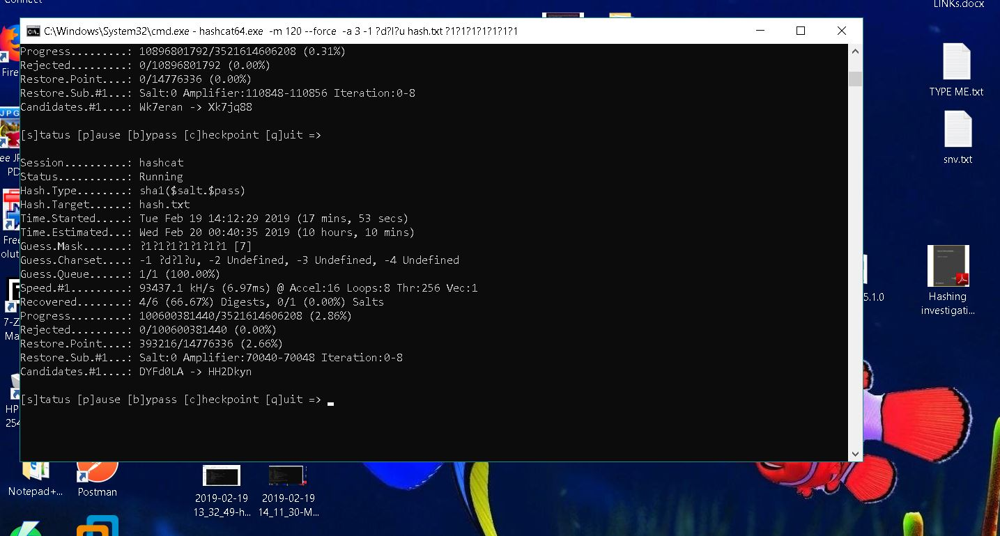 Connect
LINKs.docx
C:\Windows\System32\cmd.exe - hashcat64.exe -m 120 --force -a 3 -1 ?d?l?u hash.txt ?1?1?1?1?1?1?1
Progress.........: 10896801792/3521614606208 (0.31%)
Rejected.........: 0/10896801792 (0.00%)
Restore.Point....: 0/14776336 (0.00%)
Restore.Sub.#1...: Salt:0 Amplifier:110848-110856 Iteration:0-8
Candidates.#1....: Wk7eran -> Xk7jq88
[s]tatus [p]ause [b]ypass [c]heckpoint [q]uit =>
Session..........: hashcat
Status...........: Running
Hash.Type........: sha1($salt.$pass)
Hash.Target......: hash.txt
Time.Started.....: Tue Feb 19 14:12:29 2019 (17 mins, 53 secs)
Time.Estimated...: Wed Feb 20 00:40:35 2019 (10 hours, 10 mins)
Guess.Mask.......: ?1?1?1?1?1?1?1 [7]
Guess.Charset....: -1 ?d?l?u, -2 Undefined, -3 Undefined, -4 Undefined
Guess.Queue......: 1/1 (100.00%)
Speed.#1.........: 93437.1 kH/s (6.97ms) @ Accel:16 Loops:8 Thr:256 Vec:1
Recovered........: 4/6 (66.67%) Digests, 0/1 (0.00%) Salts
Progress.........: 100600381440/3521614606208 (2.86%)
Rejected.........: 0/100600381440 (0.00%)
Restore.Point....: 393216/14776336 (2.66%)
Restore.Sub.#1...: Salt:0 Amplifier:70040-70048 Iteration:0-8
Candidates.#1....: DYFd0LA -> HH2Dkyn
[s]tatus [p]ause [b]ypass [c]heckpoint [q]uit =>
Fire
JPG
ee JP
PD
Free
olut
7-Z
Ma
HP
254
TYPE ME.txt
snv.txt
5.1.0
Hashing
investigati...
Notepad+...
Postman
2019-02-19
13_32_49-h...
2019-02-19
14_11_30-M...